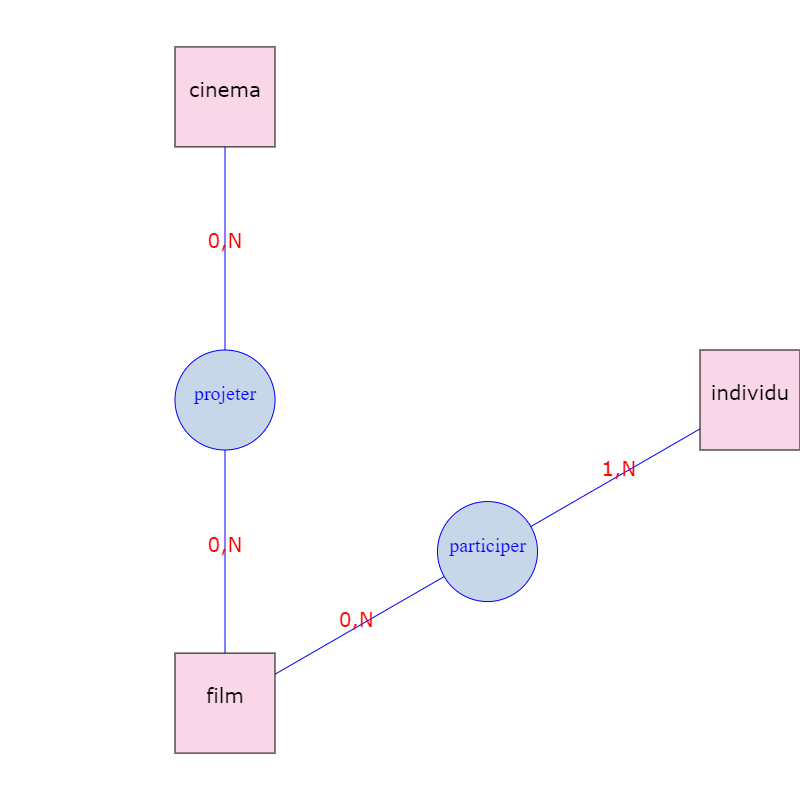 cinema
0,N
projeter
individu
1,N
0,N
participer
0,N
film